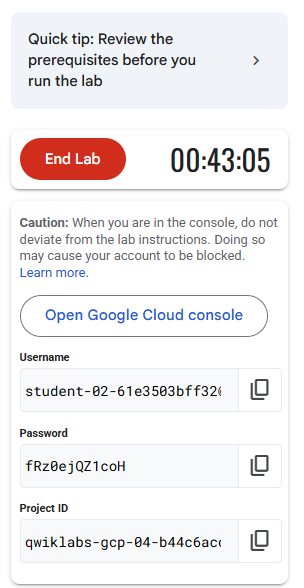 Quick tip: Review the
prerequisites before you
run the lab
End Lab
00:43:05
Caution: When you are in the console, do not
deviate from the lab instructions. Doing so
may cause your account to be blocked.
Learn more.
Open Google Cloud console
Username
student-02-61e3503bff32
Password
fRz0ejQZ1coH
Project ID
qwiklabs-gcp-04-b44c6ac